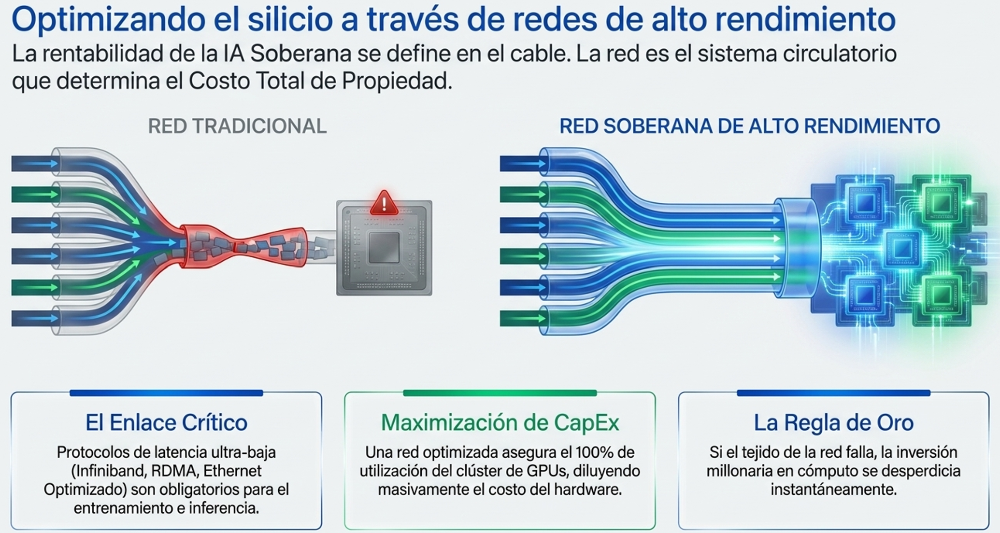 Optimizando el silicio a través de redes de alto rendimiento
La rentabilidad de la IA Soberana se define en el cable. La red es el sistema circulatorio
que determina el Costo Total de Propiedad.
RED TRADICIONAL
RED SOBERANA DE ALTO RENDIMIENTO
!
El Enlace Crítico
Protocolos de latencia ultra-baja
(Infiniband, RDMA, Ethernet
Optimizado) son obligatorios para el
entrenamiento e inferencia.
Maximización de CapEx
Una red optimizada asegura el 100% de
utilización del clúster de GPUs, diluyendo
masivamente el costo del hardware.
La Regla de Oro
Si el tejido de la red falla, la inversión
millonaria en cómputo se desperdicia
instantáneamente.